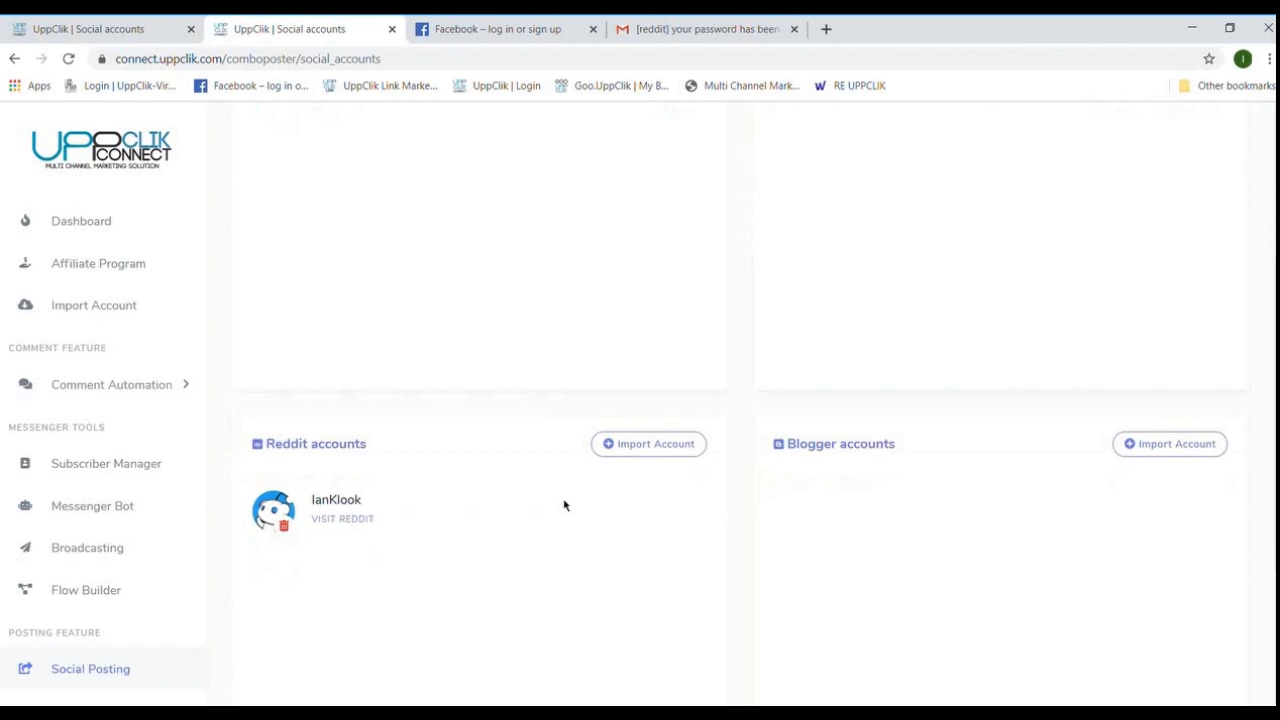 UppClik | Social accounts
UppClik | Social accounts
Facebook – log in or sign up
[reddit] your password has been
connect.uppclik.com/comboposter/social_accounts
I
Apps
Login | UppClik-Vir...
Facebook – log in o...
UppClik Link Marke...
UppClik | Login
Goo.UppClik | My B...
Multi Channel Mark...
RE UPPCLIK
Other bookmarks
UPPCLIK
CONNECT
MULTI CHANNEL MARKETING SOLUTION
Dashboard
Affiliate Program
Import Account
COMMENT FEATURE
Comment Automation
MESSENGER TOOLS
Subscriber Manager
Messenger Bot
Broadcasting
Flow Builder
POSTING FEATURE
Social Posting
Reddit accounts
Import Account
IanKlook
VISIT REDDIT
Blogger accounts
Import Account